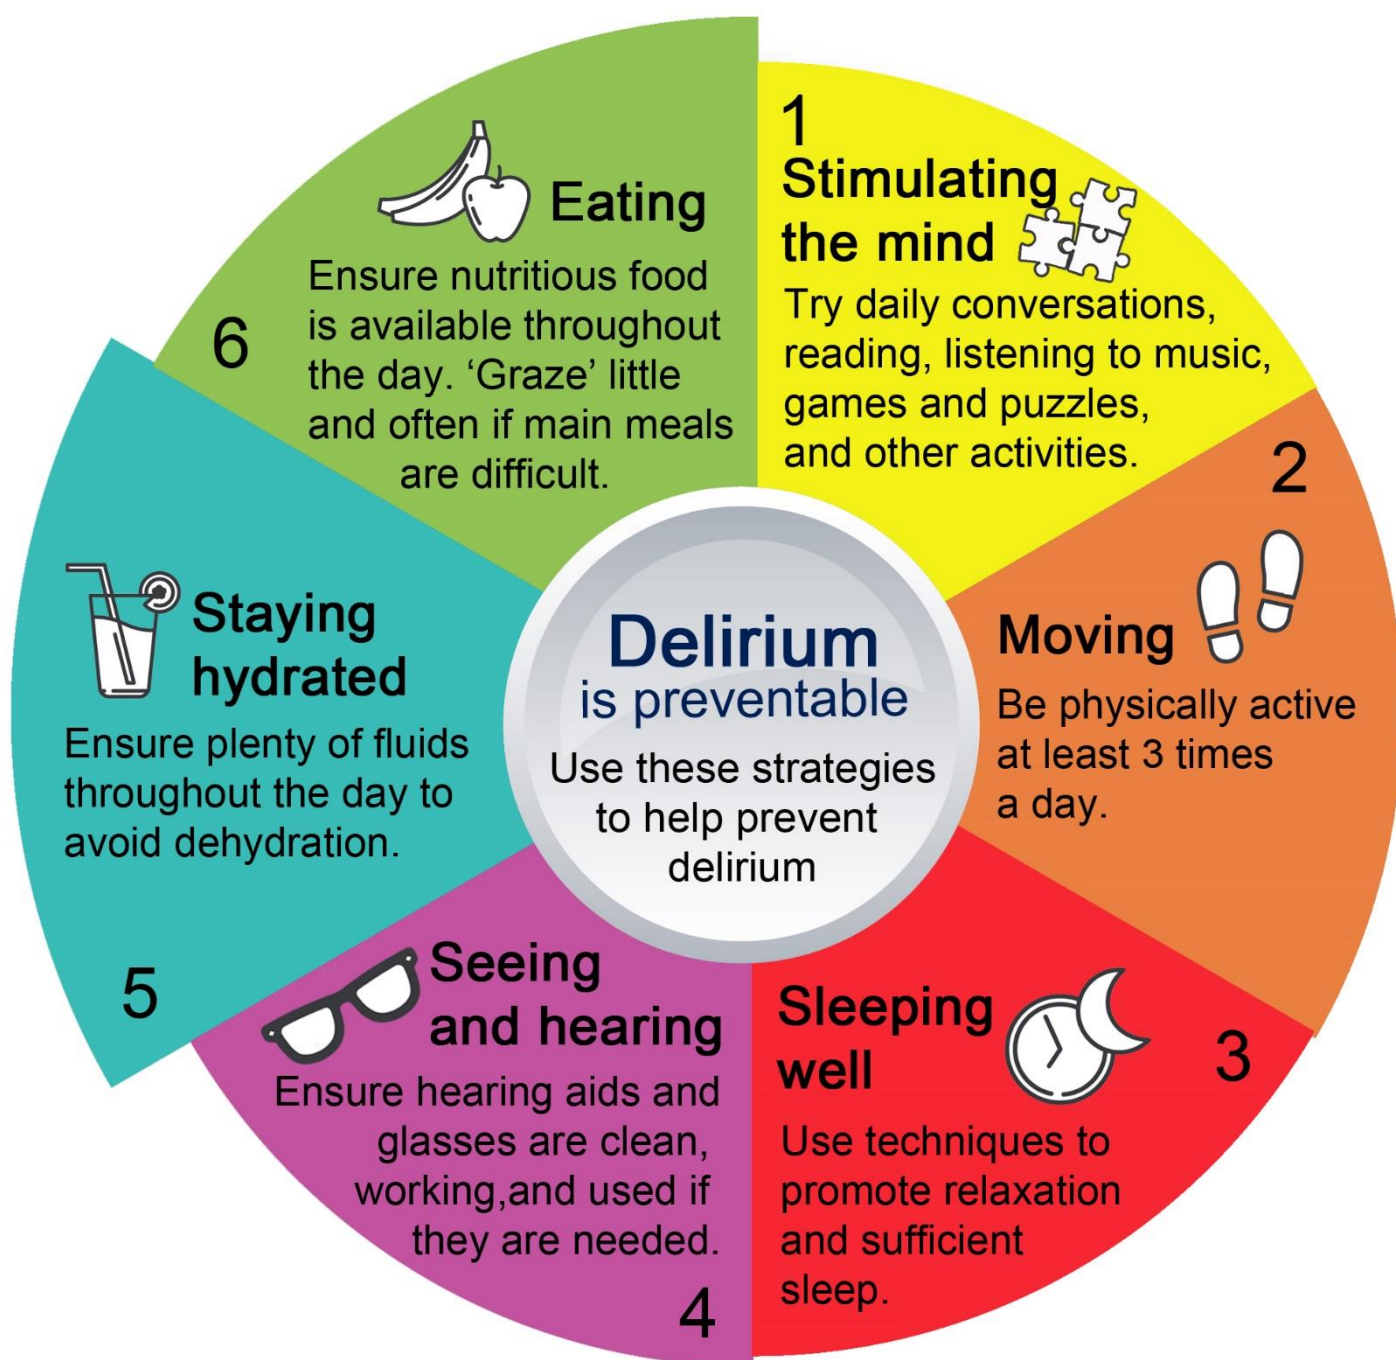 Delirium
is preventable
Use these strategies
to help prevent
delirium
1
Stimulating
the mind
Try daily conversations,
reading, listening to music,
games and puzzles,
and other activities.
2
Moving
Be physically active
at least 3 times
a day.
3
Sleeping
well
Use techniques to
promote relaxation
and sufficient
sleep.
4
Seeing
and hearing
Ensure hearing aids and
glasses are clean,
working,and used if
they are needed.
5
Staying
hydrated
Ensure plenty of fluids
throughout the day to
avoid dehydration.
6
Eating
Ensure nutritious food
is available throughout
the day. ‘Graze’ little
and often if main meals
are difficult.